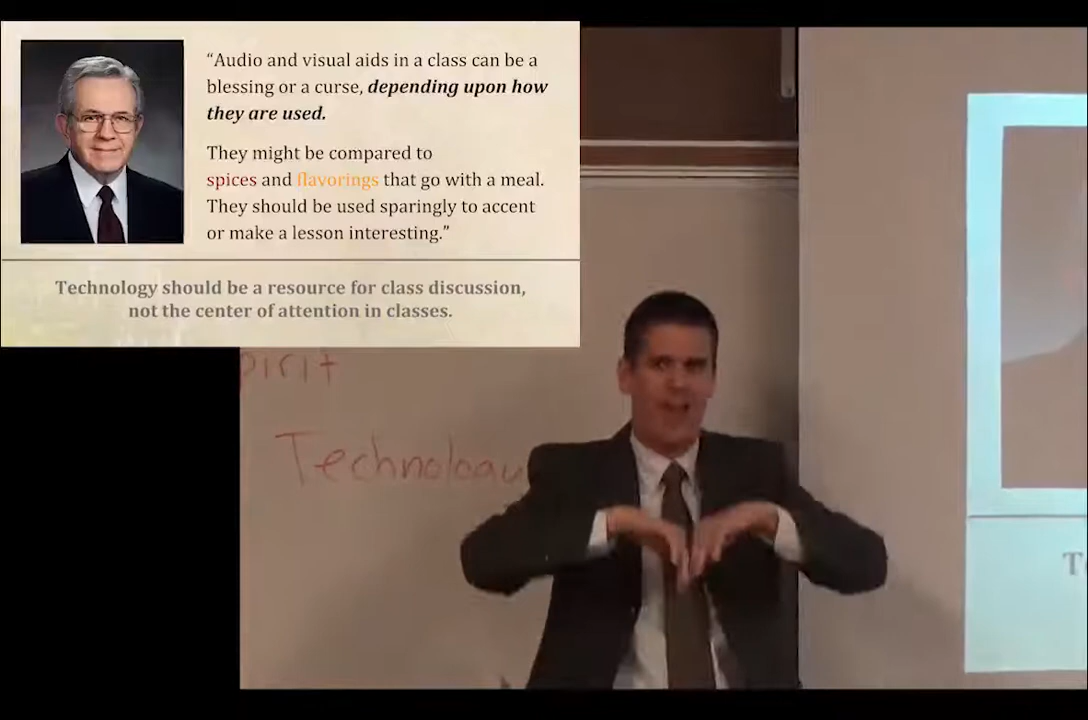 “Audio and visual aids in a class can be a
blessing or a curse, depending upon how
they are used.
They might be compared to
spices and flavorings that go with a meal.
They should be used sparingly to accent
or make a lesson interesting.”
Technology should be a resource for class discussion,
not the center of attention in classes.
pirit
Technology